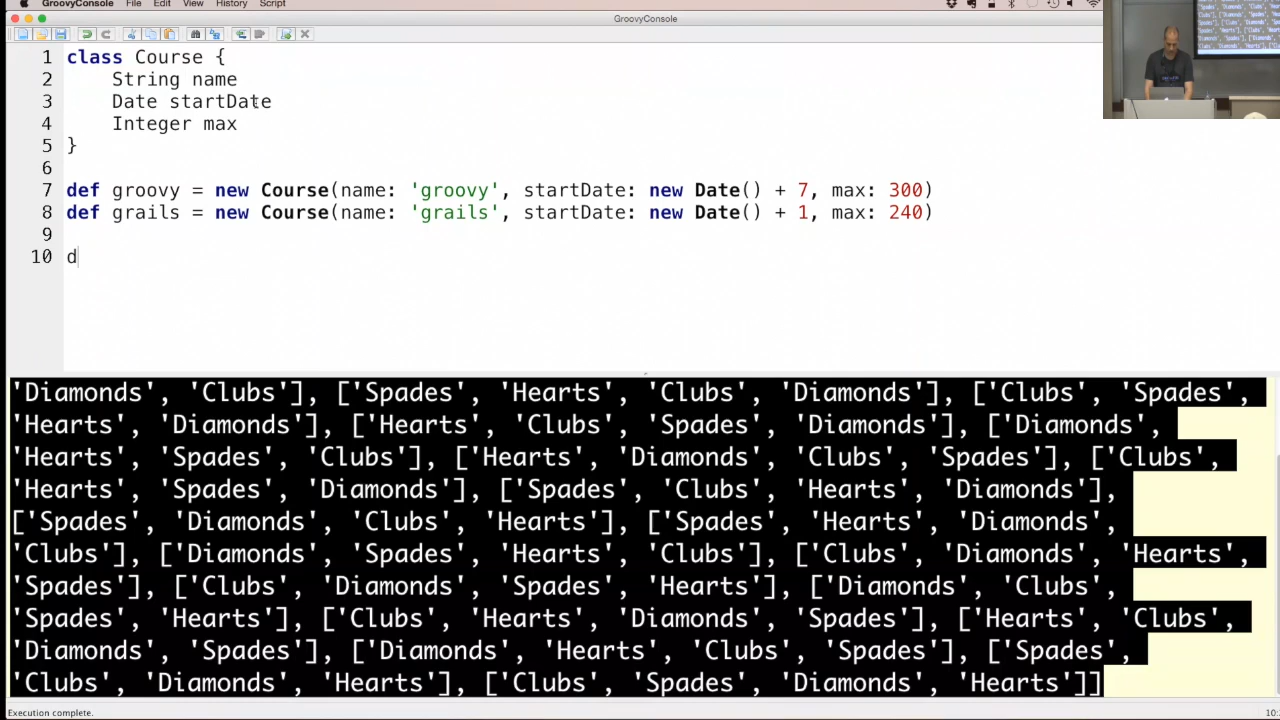 GroovyConsole File Edit View History Script
GroovyConsole
1 class Course {
2 String name
3 Date startDate
4 Integer max
5 }
6
7 def groovy = new Course(name: 'groovy', startDate: new Date() + 7, max: 300)
8 def grails = new Course(name: 'grails', startDate: new Date() + 1, max: 240)
9
10 d
'Diamonds', 'Clubs'], ['Spades', 'Hearts', 'Clubs', 'Diamonds'], ['Clubs', 'Spades',
'Hearts', 'Diamonds'], ['Hearts', 'Clubs', 'Spades', 'Diamonds'], ['Diamonds',
'Hearts', 'Spades', 'Clubs'], ['Hearts', 'Diamonds', 'Clubs', 'Spades'], ['Clubs',
'Hearts', 'Spades', 'Diamonds'], ['Spades', 'Clubs', 'Hearts', 'Diamonds'],
['Spades', 'Diamonds', 'Clubs', 'Hearts'], ['Spades', 'Hearts', 'Diamonds',
'Clubs'], ['Diamonds', 'Spades', 'Hearts', 'Clubs'], ['Clubs', 'Diamonds', 'Hearts',
'Spades'], ['Clubs', 'Diamonds', 'Spades', 'Hearts'], ['Diamonds', 'Clubs',
'Spades', 'Hearts'], ['Clubs', 'Hearts', 'Diamonds', 'Spades'], ['Hearts', 'Clubs',
'Diamonds', 'Spades'], ['Diamonds', 'Hearts', 'Clubs', 'Spades'], ['Spades',
'Clubs', 'Diamonds', 'Hearts'], ['Clubs', 'Spades', 'Diamonds', 'Hearts']]
Execution complete.
10: